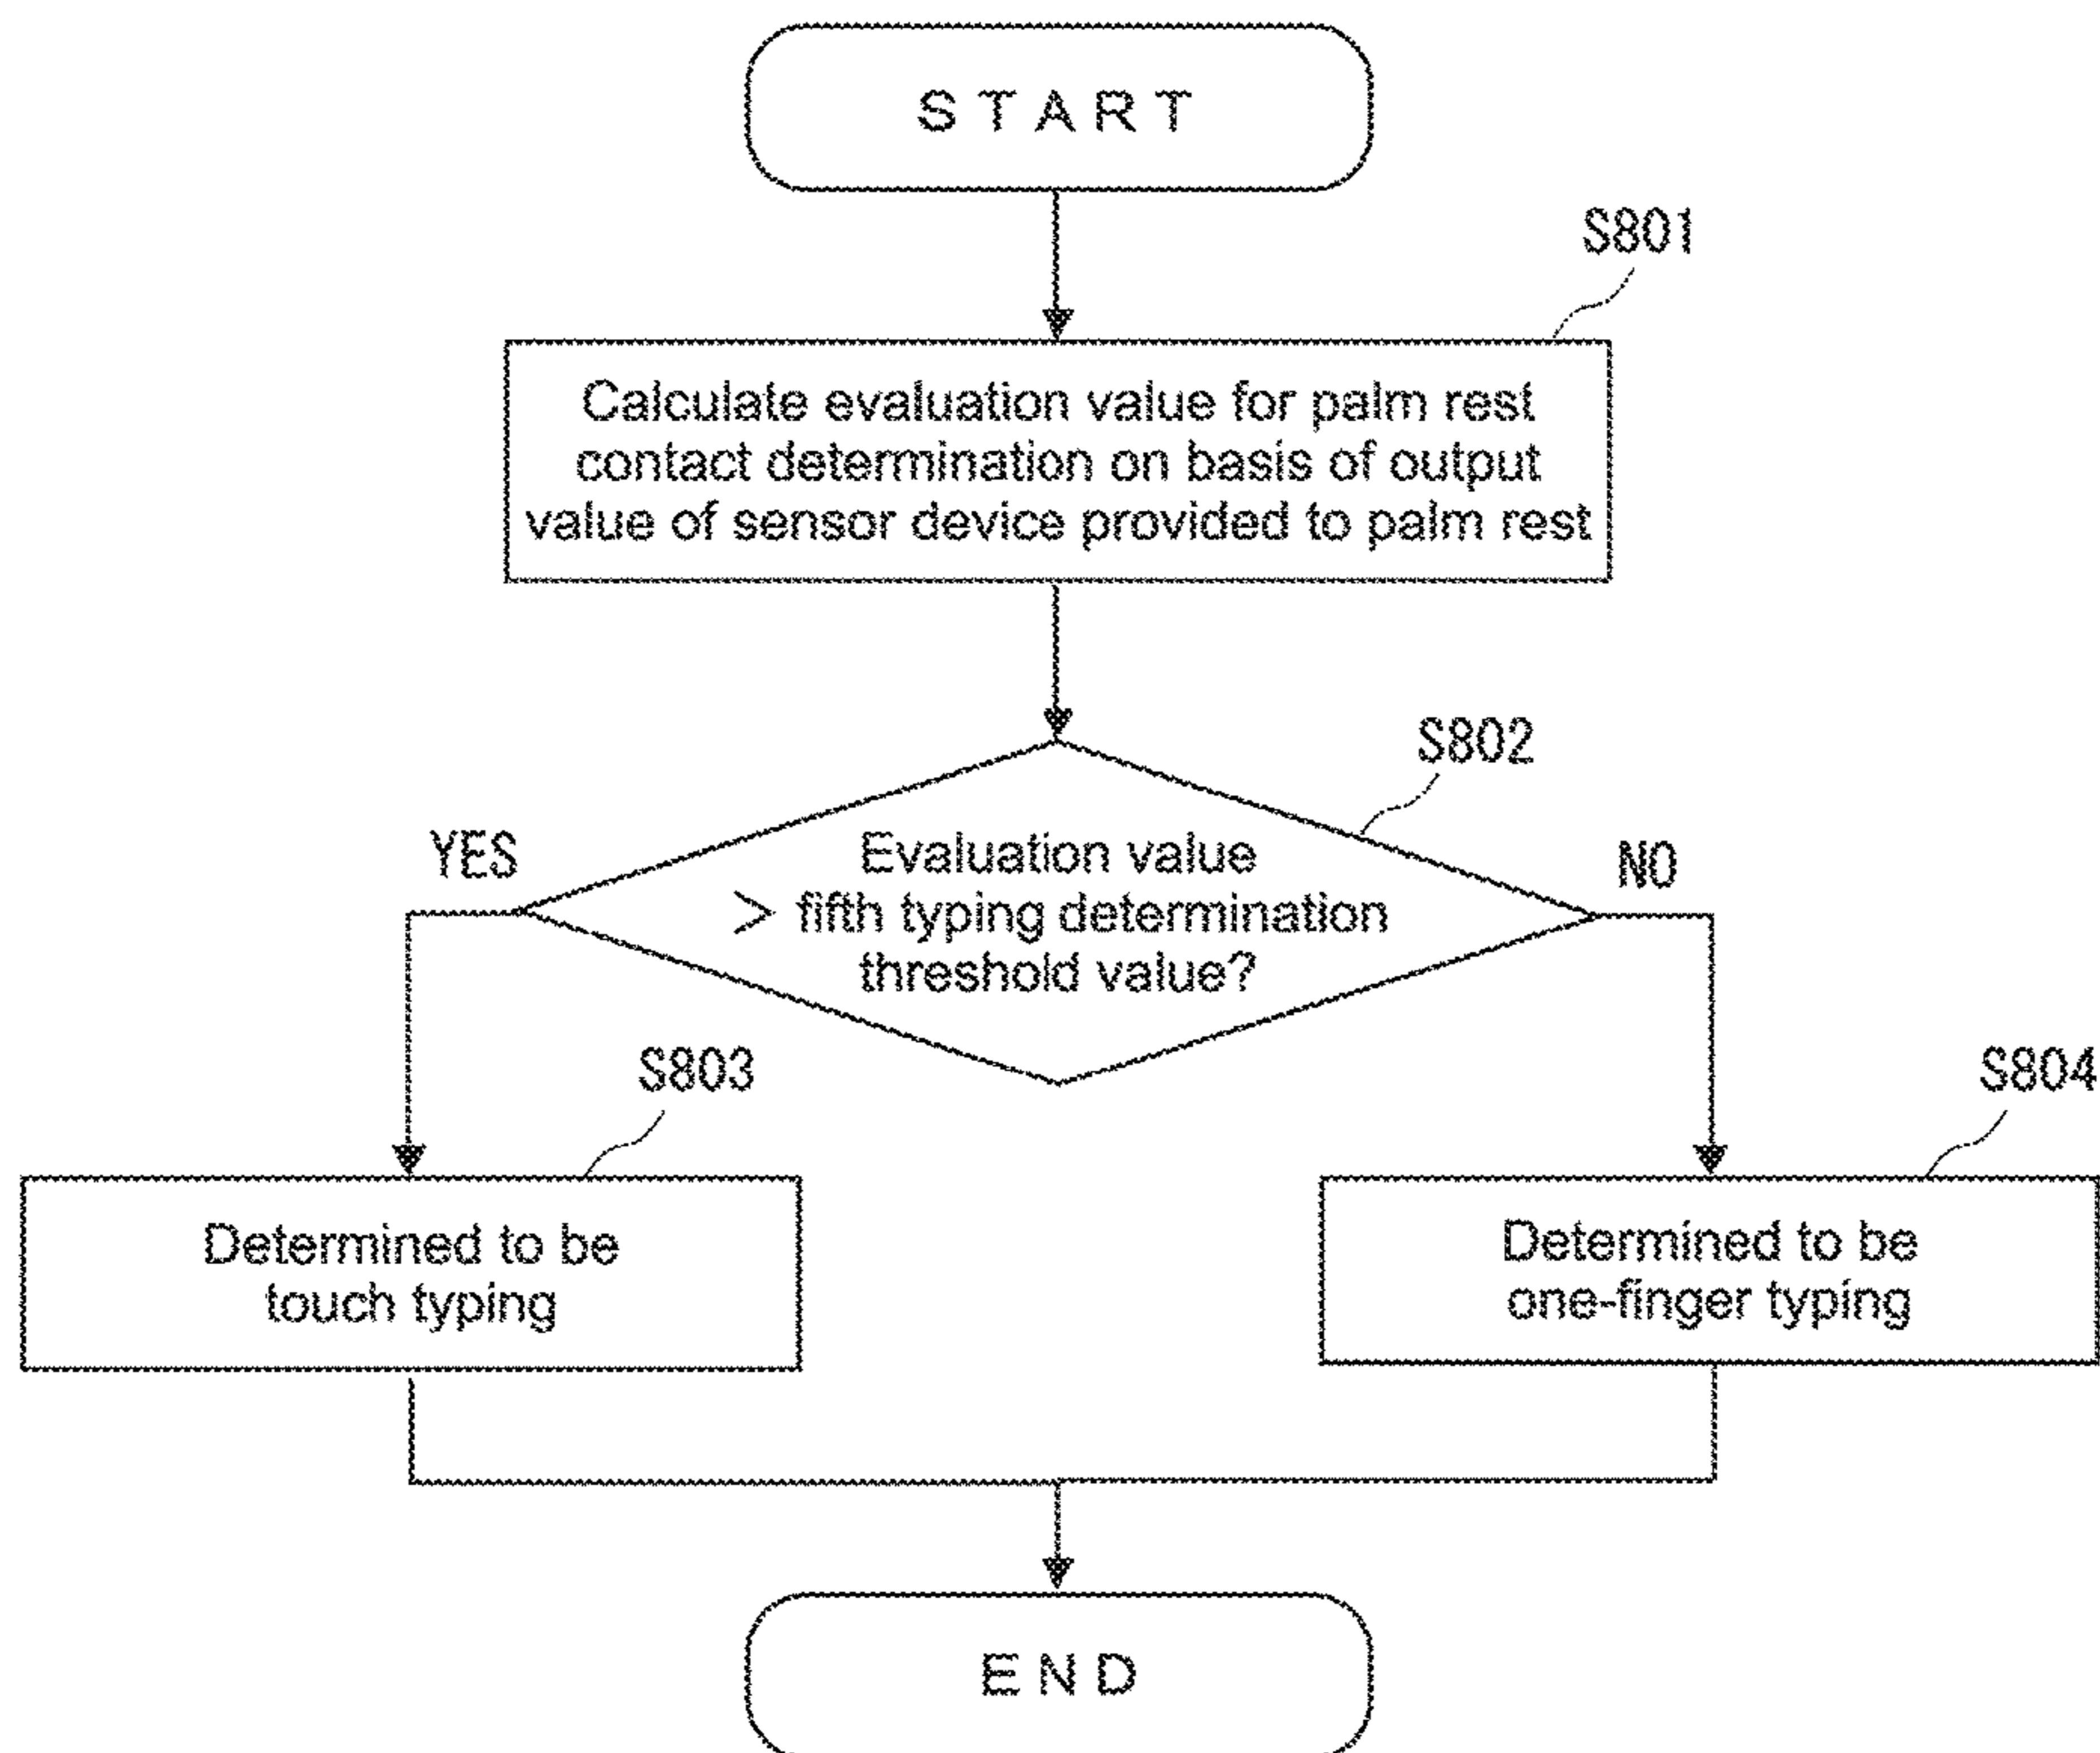 START
S801
Calculate evaluation value for palm rest
contact determination on basis of output
value of sensor device provided to palm rest
S802
YES
NO
Evaluation value
> fifth typing determination
threshold value?
S803
S804
Determined to be
touch typing
Determined to be
one-finger typing
END